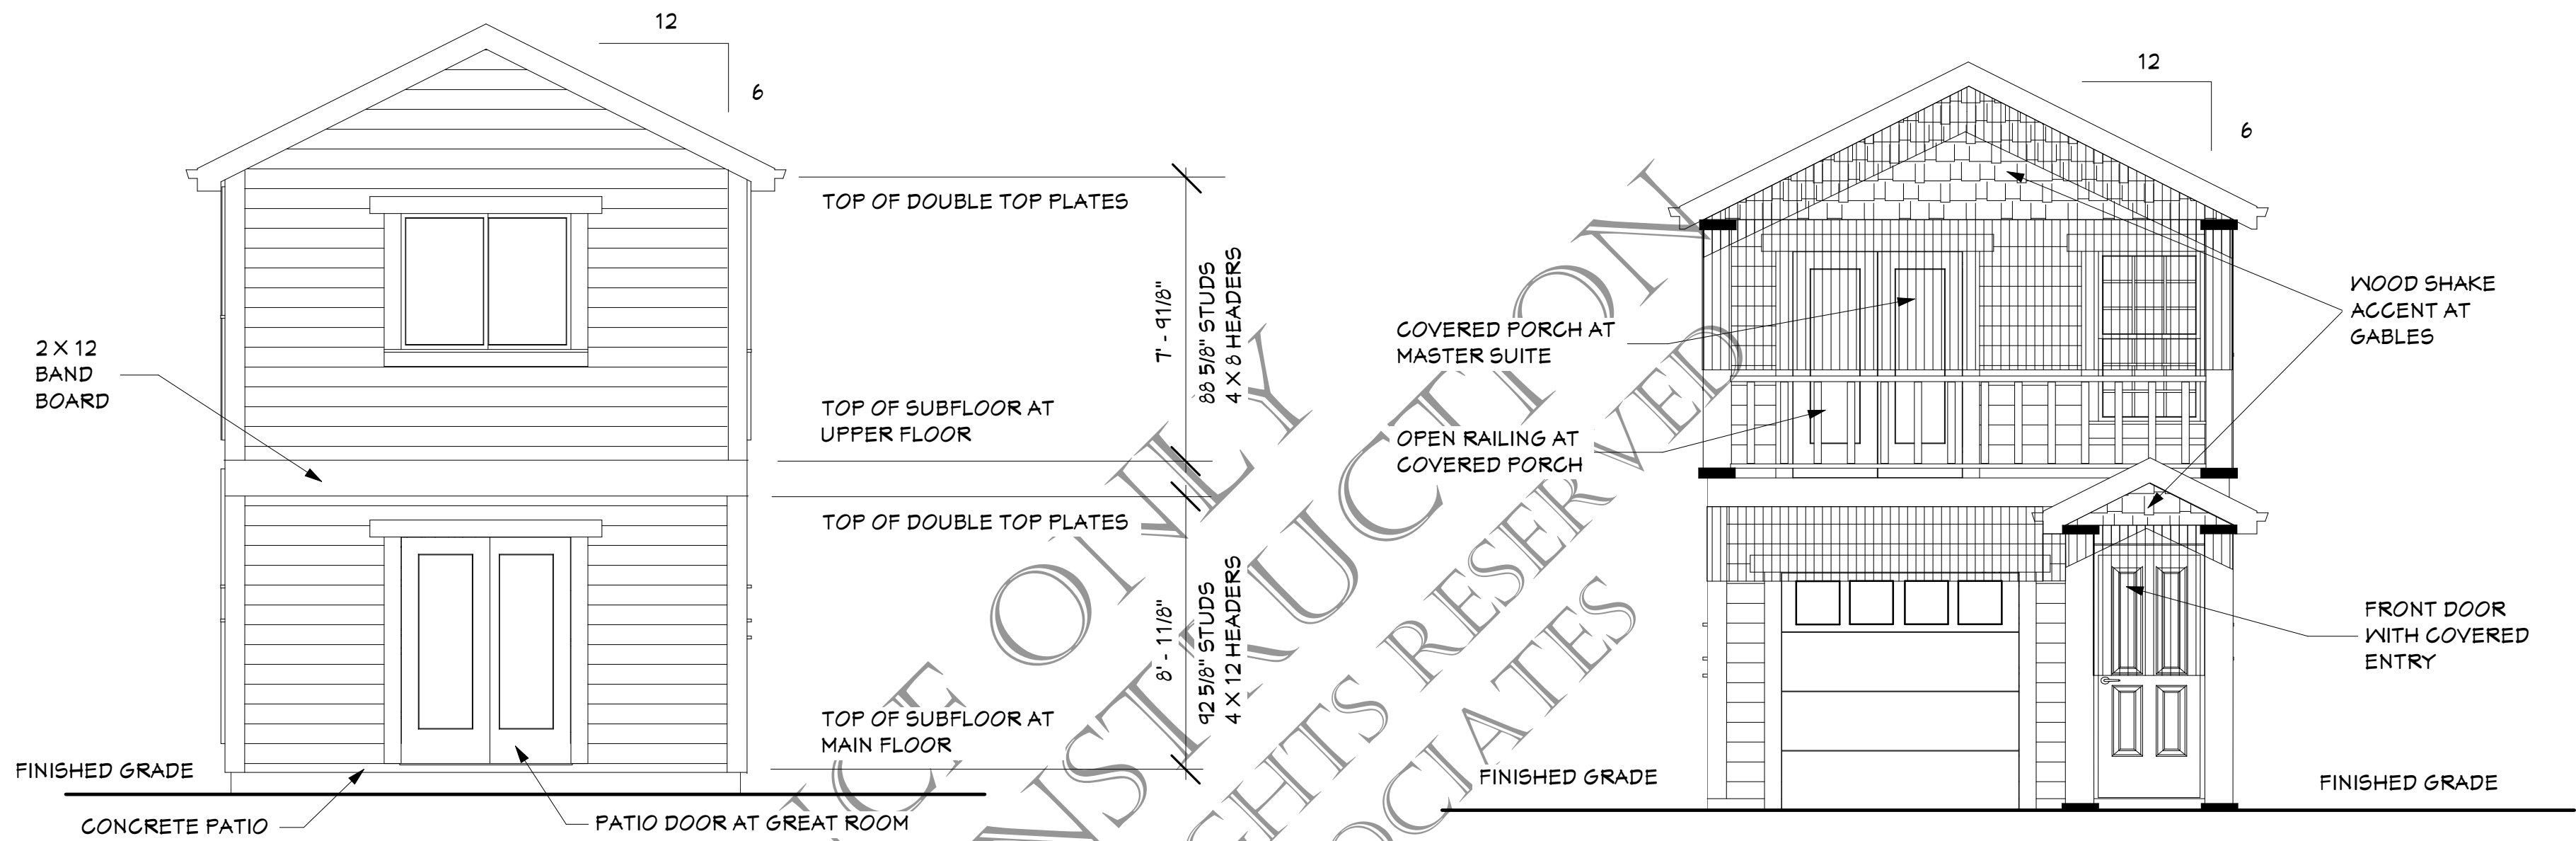 12
6
TOP OF DOUBLE TOP PLATES
7' - 9 1/8"
88 5/8" STUDS
4 X 8 HEADERS
2 X 12
BAND
BOARD
TOP OF SUBFLOOR AT
UPPER FLOOR
TOP OF DOUBLE TOP PLATES
8' - 1 1/8"
92 5/8" STUDS
4 X 12 HEADERS
TOP OF SUBFLOOR AT
MAIN FLOOR
FINISHED GRADE
CONCRETE PATIO
PATIO DOOR AT GREAT ROOM
12
6
COVERED PORCH AT
MASTER SUITE
OPEN RAILING AT
COVERED PORCH
WOOD SHAKE
ACCENT AT
GABLES
FRONT DOOR
WITH COVERED
ENTRY
FINISHED GRADE
FINISHED GRADE
ONLY
RESERVED